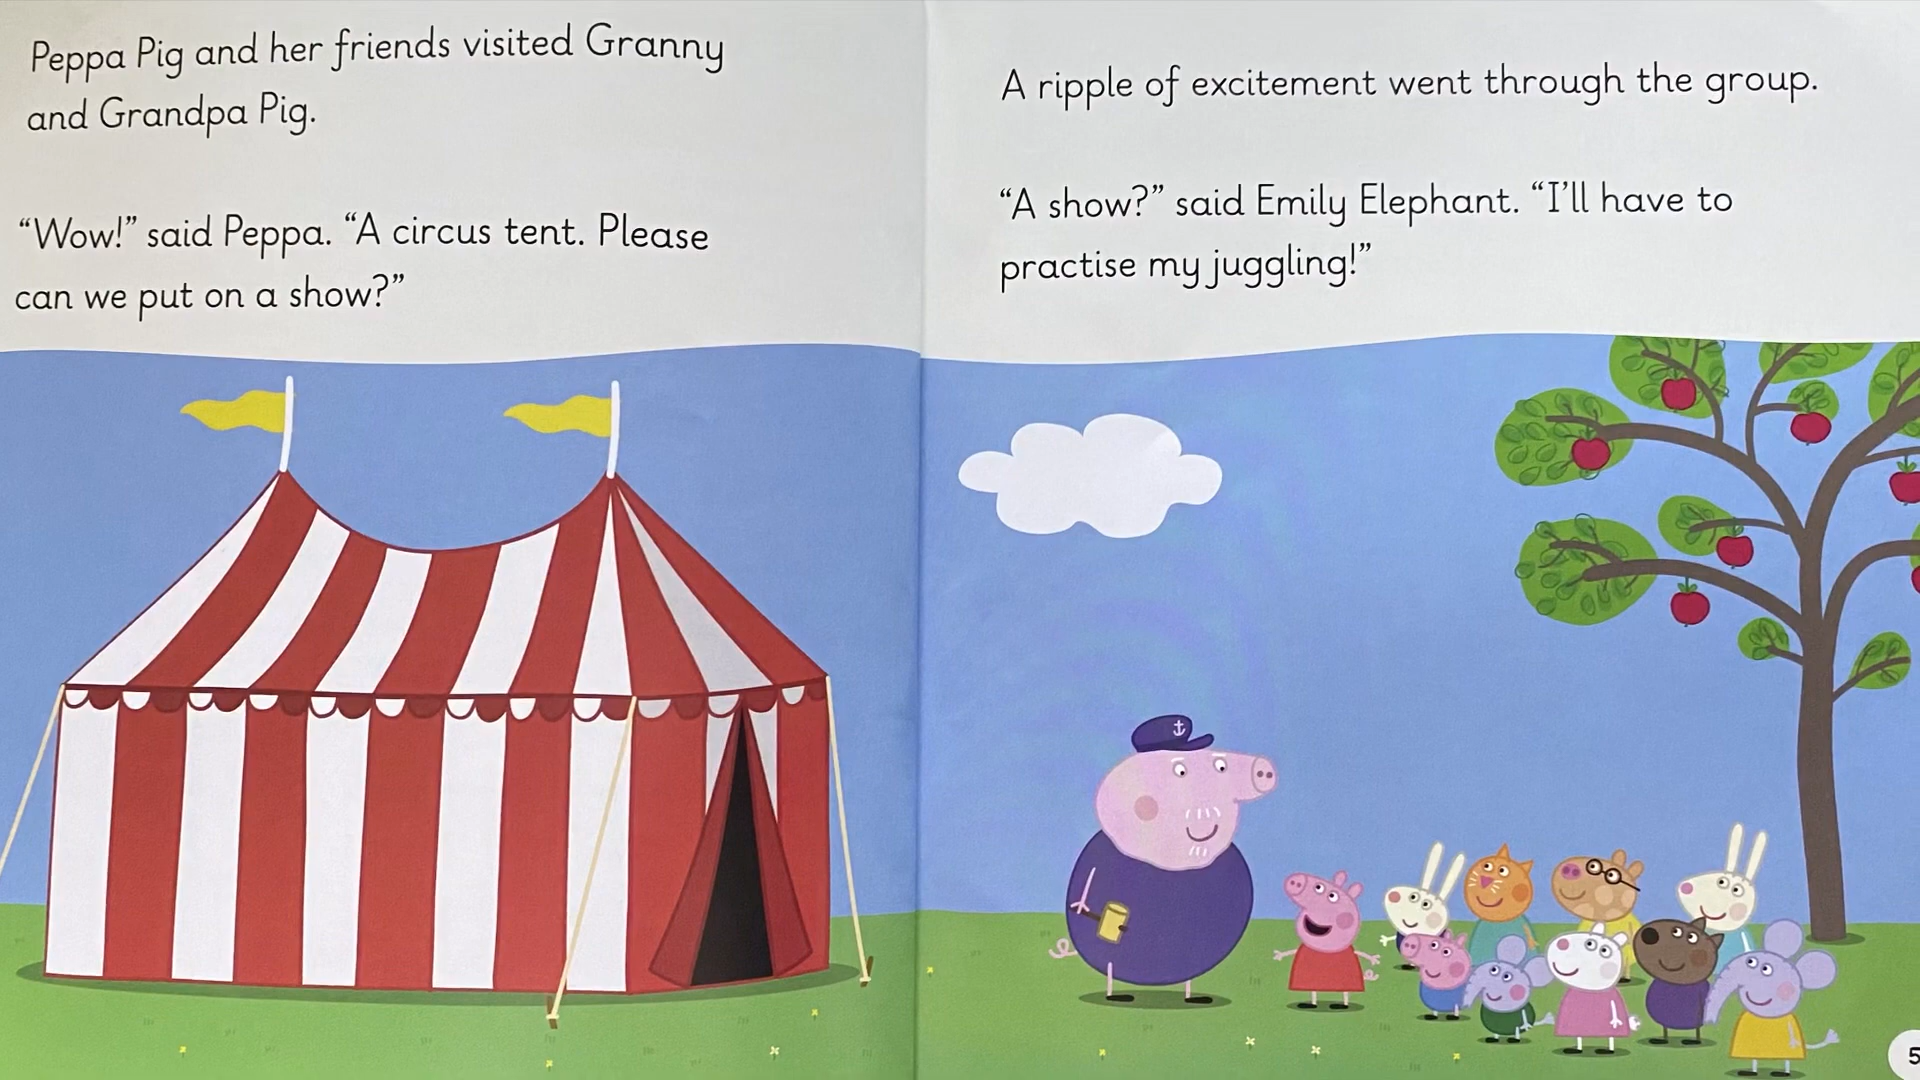 Peppa Pig and her friends visited Granny
and Grandpa Pig.
“Wow!” said Peppa. “A circus tent. Please
can we put on a show?”
A ripple of excitement went through the group.
“A show?” said Emily Elephant. “I’ll have to
practise my juggling!”
5